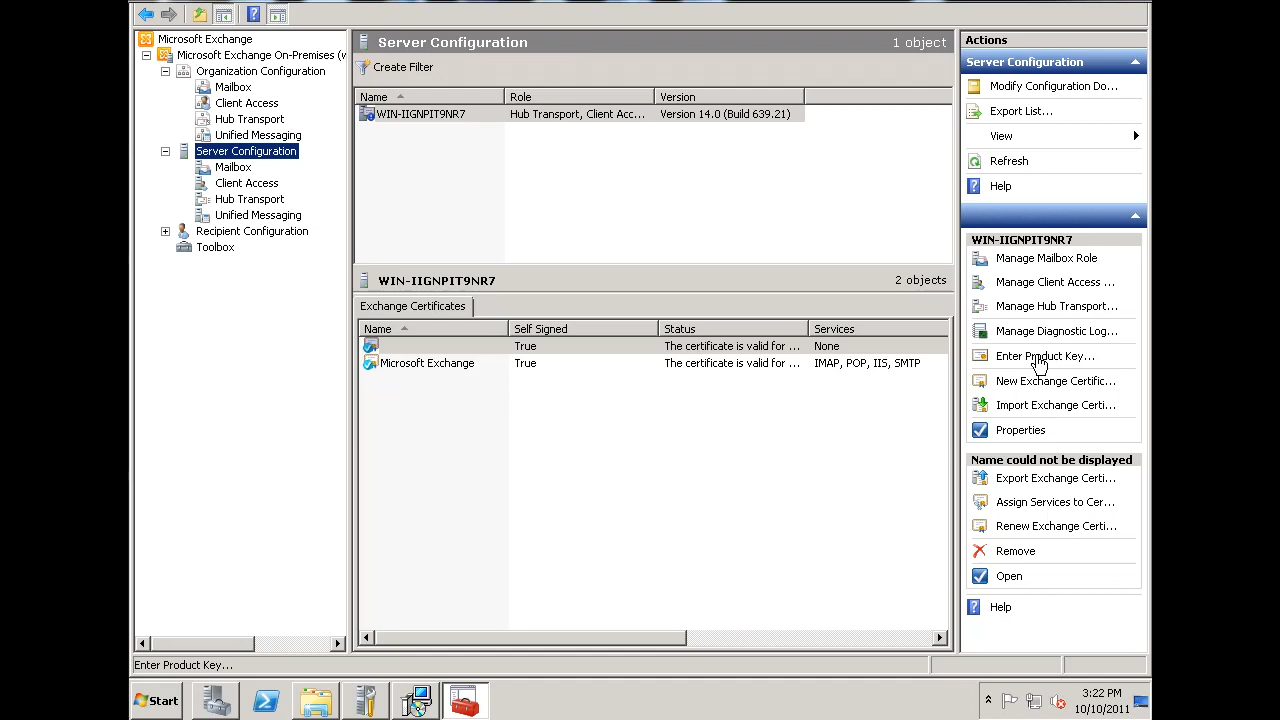 Microsoft Exchange
Microsoft Exchange On-Premises (w
Organization Configuration
Mailbox
Client Access
Hub Transport
Unified Messaging
Server Configuration
Mailbox
Client Access
Hub Transport
Unified Messaging
Recipient Configuration
Toolbox
Server Configuration 1 object
Create Filter
Name Role Version
WIN-IIGNPIT9NR7 Hub Transport, Client Acc... Version 14.0 (Build 639.21)
WIN-IIGNPIT9NR7 2 objects
Exchange Certificates
Name Self Signed Status Services
True The certificate is valid for ... None
Microsoft Exchange True The certificate is valid for ... IMAP, POP, IIS, SMTP
Actions
Server Configuration
Modify Configuration Do...
Export List...
View
Refresh
Help
WIN-IIGNPIT9NR7
Manage Mailbox Role
Manage Client Access ...
Manage Hub Transport...
Manage Diagnostic Log...
Enter Product Key...
New Exchange Certific...
Import Exchange Certi...
Properties
Name could not be displayed
Export Exchange Certi...
Assign Services to Cer...
Renew Exchange Certi...
Remove
Open
Help
Enter Product Key...
Start
3:22 PM
10/10/2011